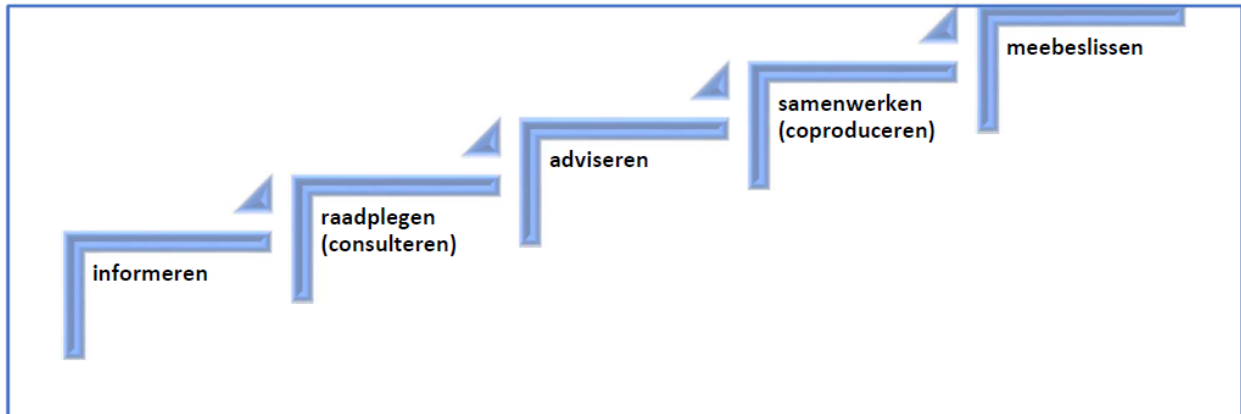 informeren
raadplegen
(consulteren)
adviseren
samenwerken
(coproduceren)
meebeslissen